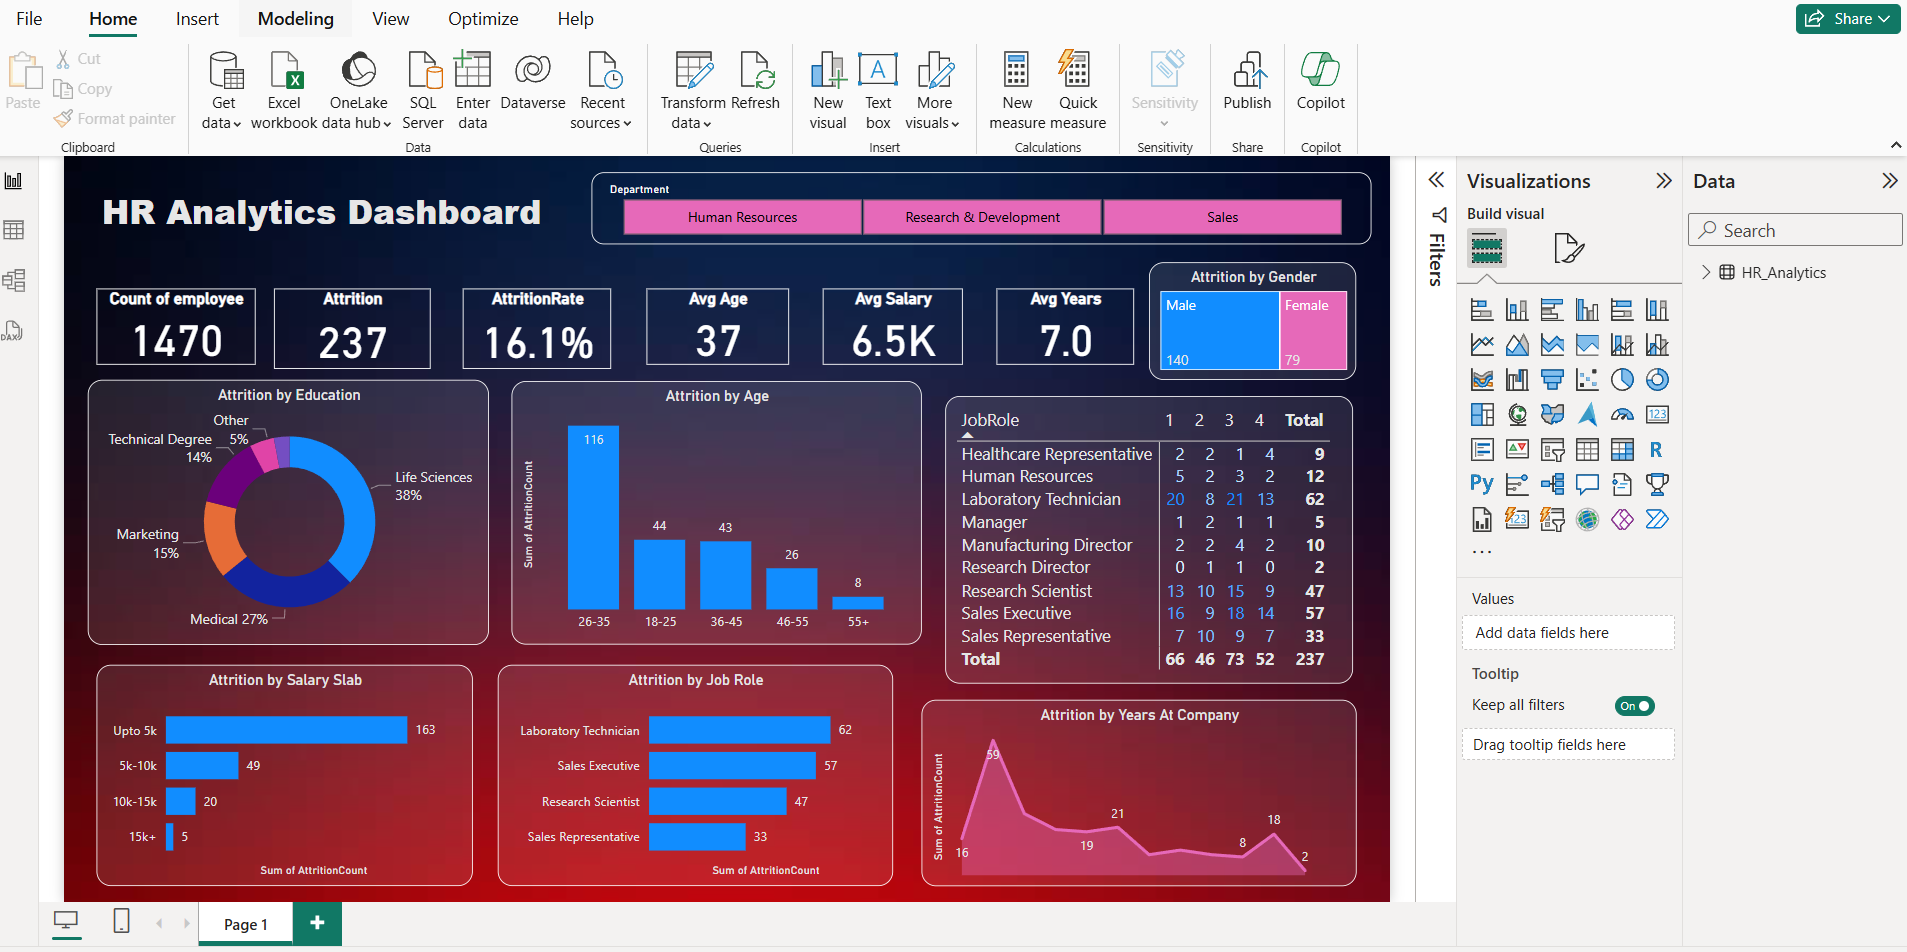 File Home Insert Modeling View Optimize Help
Share
Paste
Cut
Copy
Format painter
Clipboard
Get data
Excel workbook
OneLake data hub
SQL Server
Enter data
Dataverse
Recent sources
Data
Transform data
Refresh
Queries
New visual
Text box
A
More visuals
Insert
New measure
Quick measure
Calculations
Sensitivity
Sensitivity
Publish
Share
Copilot
Copilot
DAX
HR Analytics Dashboard
Department
Human Resources
Research & Development
Sales
Count of employee
1470
Attrition
237
AttritionRate
16.1%
Avg Age
37
Avg Salary
6.5K
Avg Years
7.0
Attrition by Gender
Male
140
Female
79
Attrition by Education
Other
5%
Technical Degree
14%
Life Sciences
38%
Marketing
15%
Medical 27%
Attrition by Age
Sum of AttritionCount
116
44
43
26
8
26-35
18-25
36-45
46-55
55+
JobRole 1 2 3 4 Total
Healthcare Representative 2 2 1 4 9
Human Resources 5 2 3 2 12
Laboratory Technician 20 8 21 13 62
Manager 1 2 1 1 5
Manufacturing Director 2 2 4 2 10
Research Director 0 1 1 0 2
Research Scientist 13 10 15 9 47
Sales Executive 16 9 18 14 57
Sales Representative 7 10 9 7 33
Total 66 46 73 52 237
Attrition by Salary Slab
Upto 5k 163
5k-10k 49
10k-15k 20
15k+ 5
Sum of AttritionCount
Attrition by Job Role
Laboratory Technician 62
Sales Executive 57
Research Scientist 47
Sales Representative 33
Sum of AttritionCount
Attrition by Years At Company
Sum of AttritionCount
16
59
19
21
8
18
2
Filters
Visualizations
Build visual
123
R
Py
123
...
Values
Add data fields here
Tooltip
Keep all filters
On
Drag tooltip fields here
Data
Search
HR_Analytics
Page 1
+